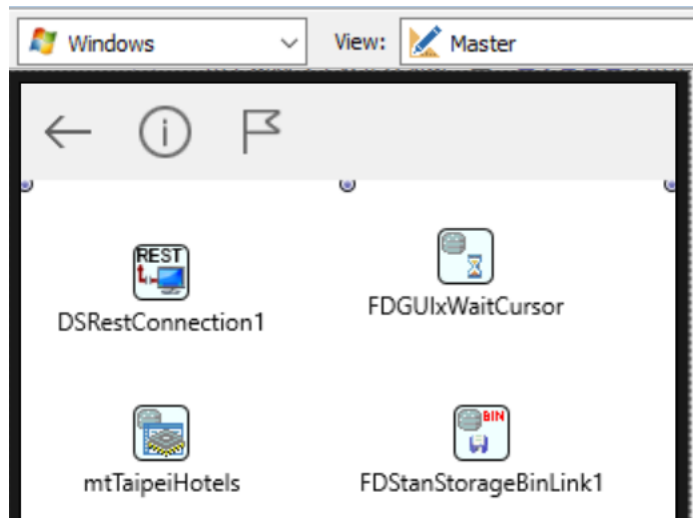 Windows
View:
Master
REST
DSRestConnection1
FDGUIxWaitCursor
mtTaipeiHotels
BIN
FDStanStorageBinLink1